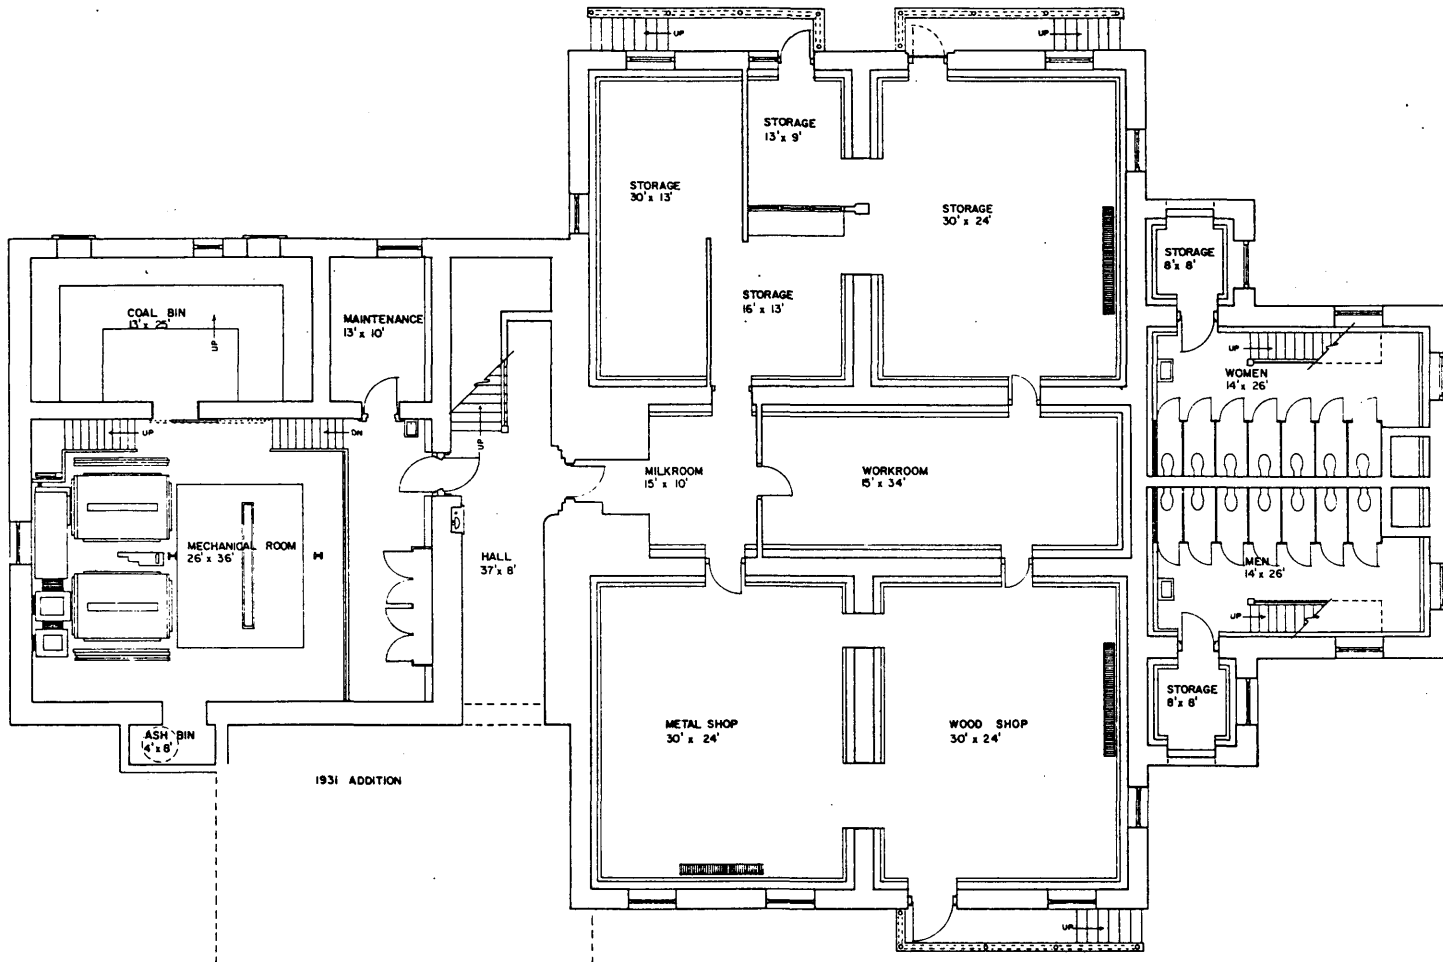 UP
UP
STORAGE
13' x 9'
STORAGE
30' x 13'
STORAGE
30' x 24'
STORAGE
8' x 8'
STORAGE
16' x 13'
COAL BIN
13' x 25'
UP
MAINTENANCE
13' x 10'
UP
WOMEN
14' x 26'
UP
DN
UP
MILKROOM
15' x 10'
WORKROOM
15' x 34'
MECHANICAL ROOM
26' x 36'
HALL
37' x 8'
MEN
14' x 26'
UP
STORAGE
8' x 8'
METAL SHOP
30' x 24'
WOOD SHOP
30' x 24'
ASH BIN
4' x 8'
1931 ADDITION
UP